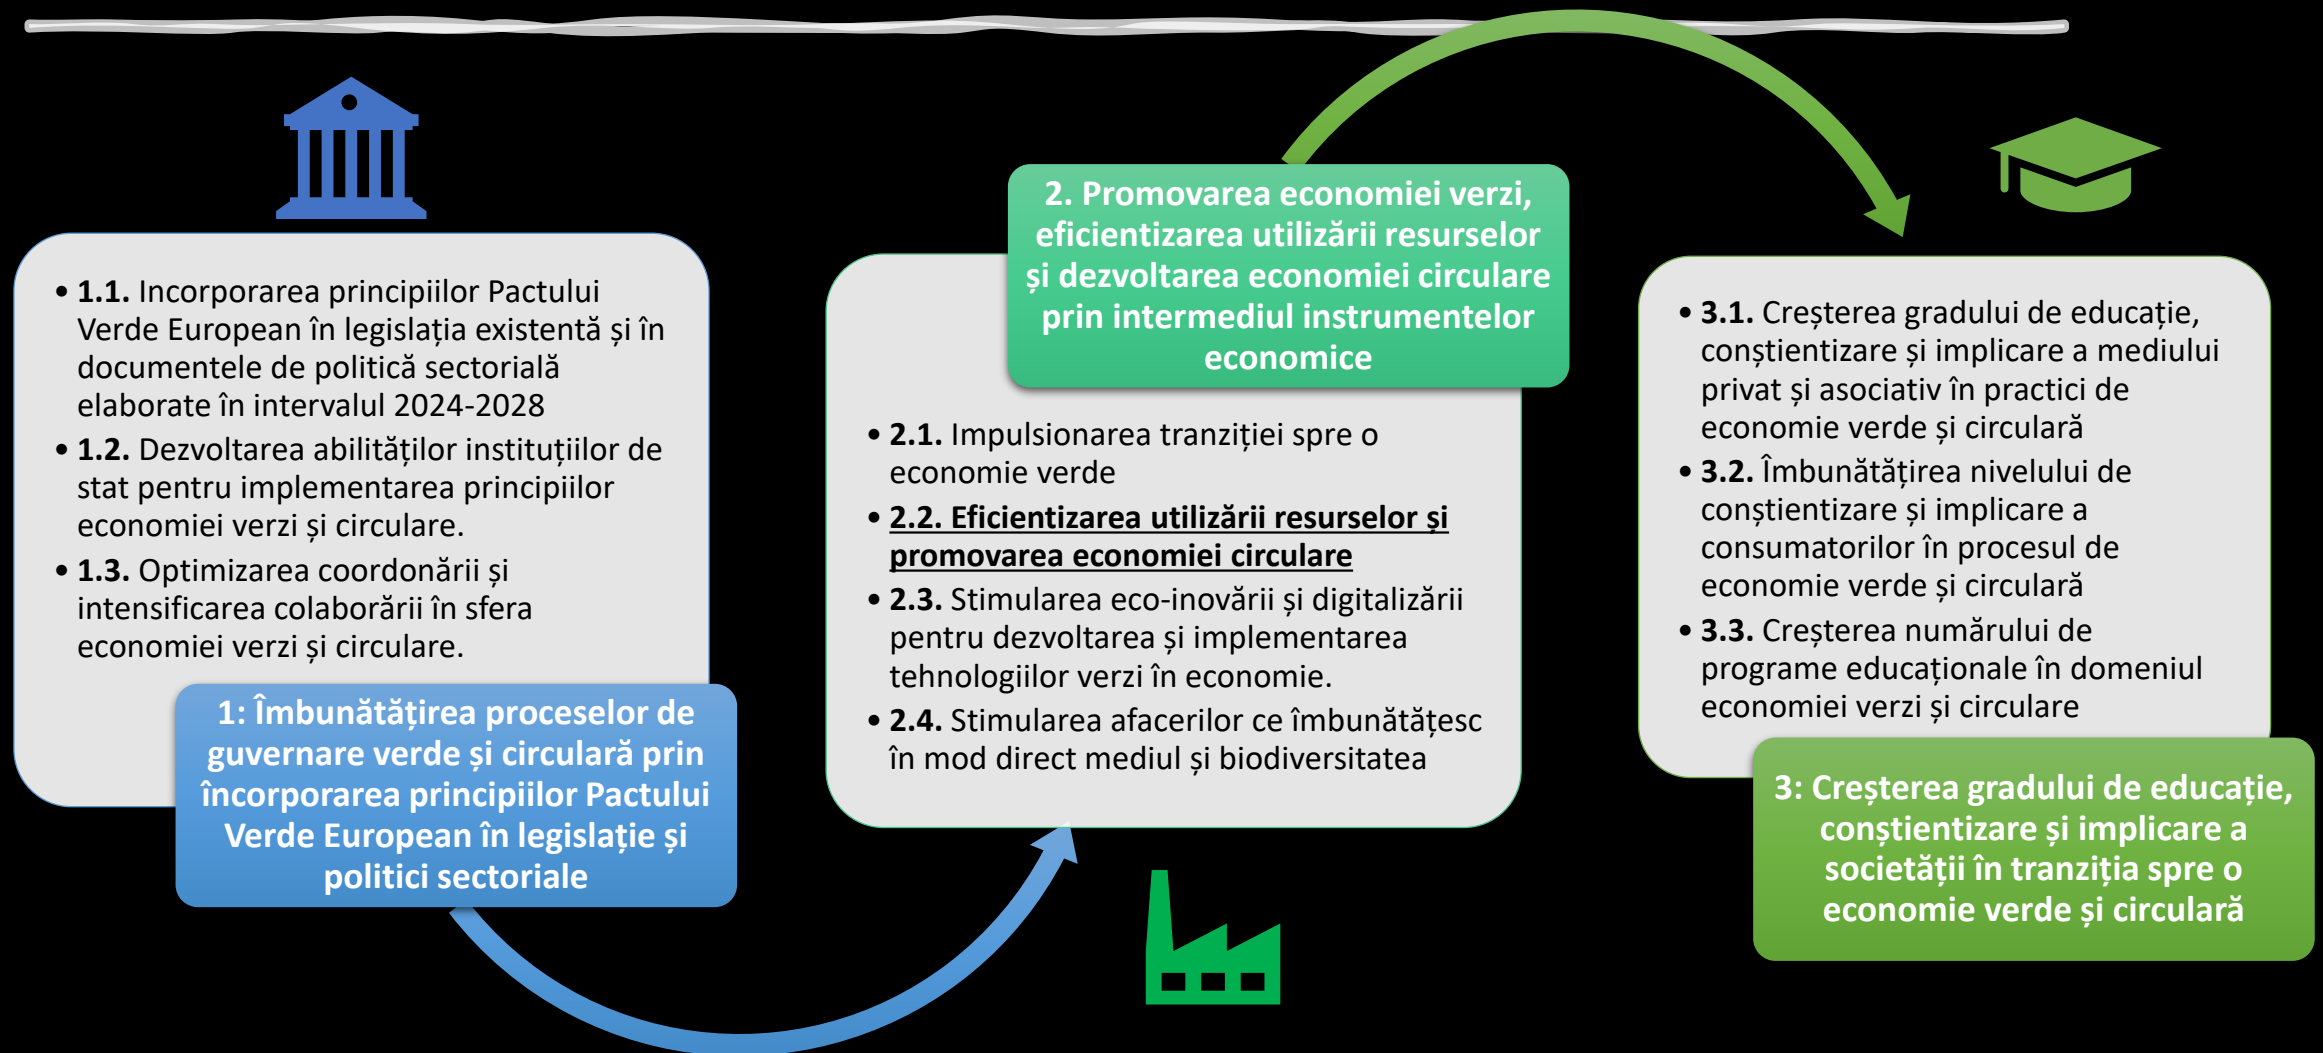 • 1.1. Incorporarea principiilor Pactului
Verde European în legislația existentă și în
documentele de politică sectorială
elaborate în intervalul 2024-2028
• 1.2. Dezvoltarea abilităților instituțiilor de
stat pentru implementarea principiilor
economiei verzi și circulare.
• 1.3. Optimizarea coordonării și
intensificarea colaborării în sfera
economiei verzi și circulare.
1: Îmbunătățirea proceselor de
guvernare verde și circulară prin
încorporarea principiilor Pactului
Verde European în legislație și
politici sectoriale
2. Promovarea economiei verzi,
eficientizarea utilizării resurselor
și dezvoltarea economiei circulare
prin intermediul instrumentelor
economice
• 2.1. Impulsionarea tranziției spre o
economie verde
• 2.2. Eficientizarea utilizării resurselor și
promovarea economiei circulare
• 2.3. Stimularea eco-inovării și digitalizării
pentru dezvoltarea și implementarea
tehnologiilor verzi în economie.
• 2.4. Stimularea afacerilor ce îmbunătățesc
în mod direct mediul și biodiversitatea
• 3.1. Creșterea gradului de educație,
conștientizare și implicare a mediului
privat și asociativ în practici de
economie verde și circulară
• 3.2. Îmbunătățirea nivelului de
conștientizare și implicare a
consumatorilor în procesul de
economie verde și circulară
• 3.3. Creșterea numărului de
programe educaționale în domeniul
economiei verzi și circulare
3: Creșterea gradului de educație,
conștientizare și implicare a
societății în tranziția spre o
economie verde și circulară